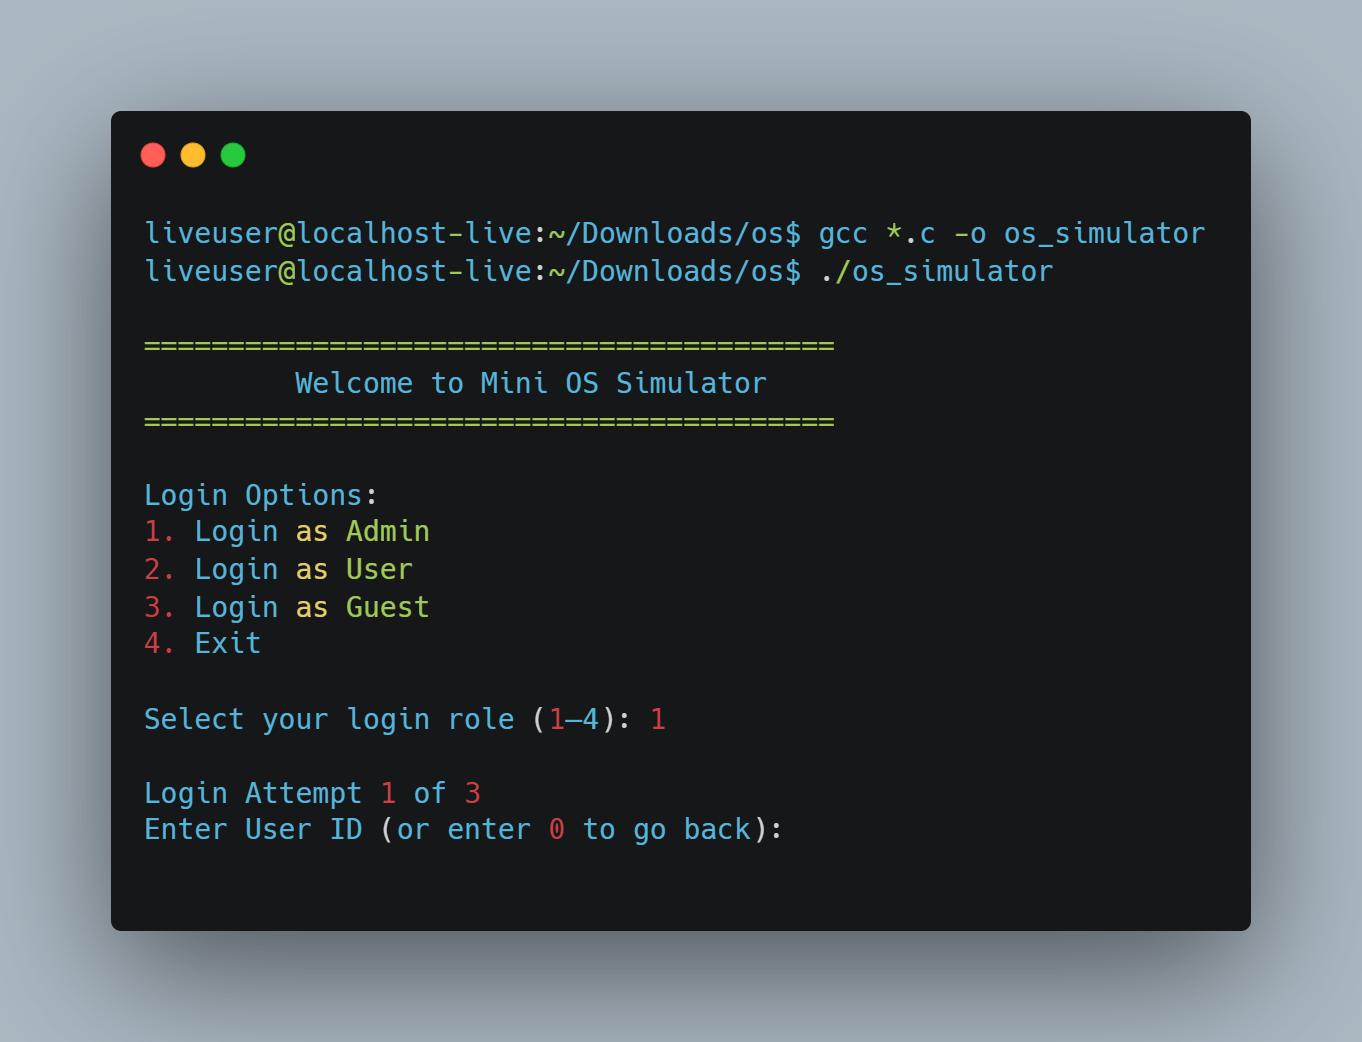 liveuser@localhost-live:~/Downloads/os$ gcc *.c -o os_simulator
liveuser@localhost-live:~/Downloads/os$ ./os_simulator
=========================================
Welcome to Mini OS Simulator
=========================================
Login Options:
1. Login as Admin
2. Login as User
3. Login as Guest
4. Exit
Select your login role (1–4): 1
Login Attempt 1 of 3
Enter User ID (or enter 0 to go back):